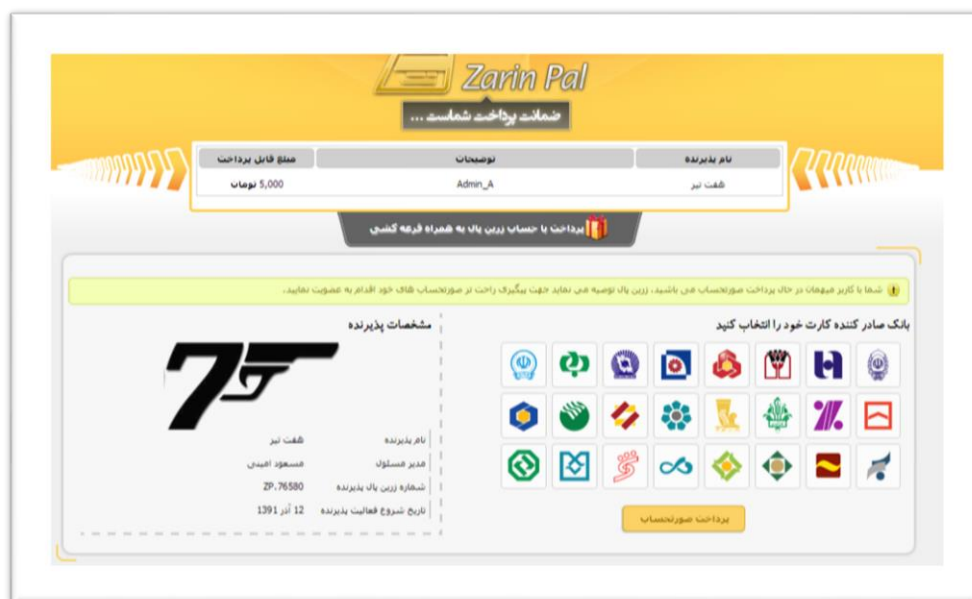 Zarin Pal
ضمانت پرداخت شماست ...
نام پذیرنده توضیحات مبلغ قابل پرداخت
هفت تیر Admin_A 5,000 تومان
پرداخت با حساب زرین پال به همراه قرعه کشی
شما با کاربر میهمان در حال پرداخت صورتحساب می باشید، زرین پال توصیه می نماید جهت پیگیری راحت تر صورتحساب های خود اقدام به عضویت نمایید.
بانک صادر کننده کارت خود را انتخاب کنید
پرداخت صورتحساب
مشخصات پذیرنده
7
نام پذیرنده هفت تیر
مدیر مسئول مسعود امینی
شماره زرین پال پذیرنده ZP.76580
تاریخ شروع فعالیت پذیرنده 12 آذر 1391